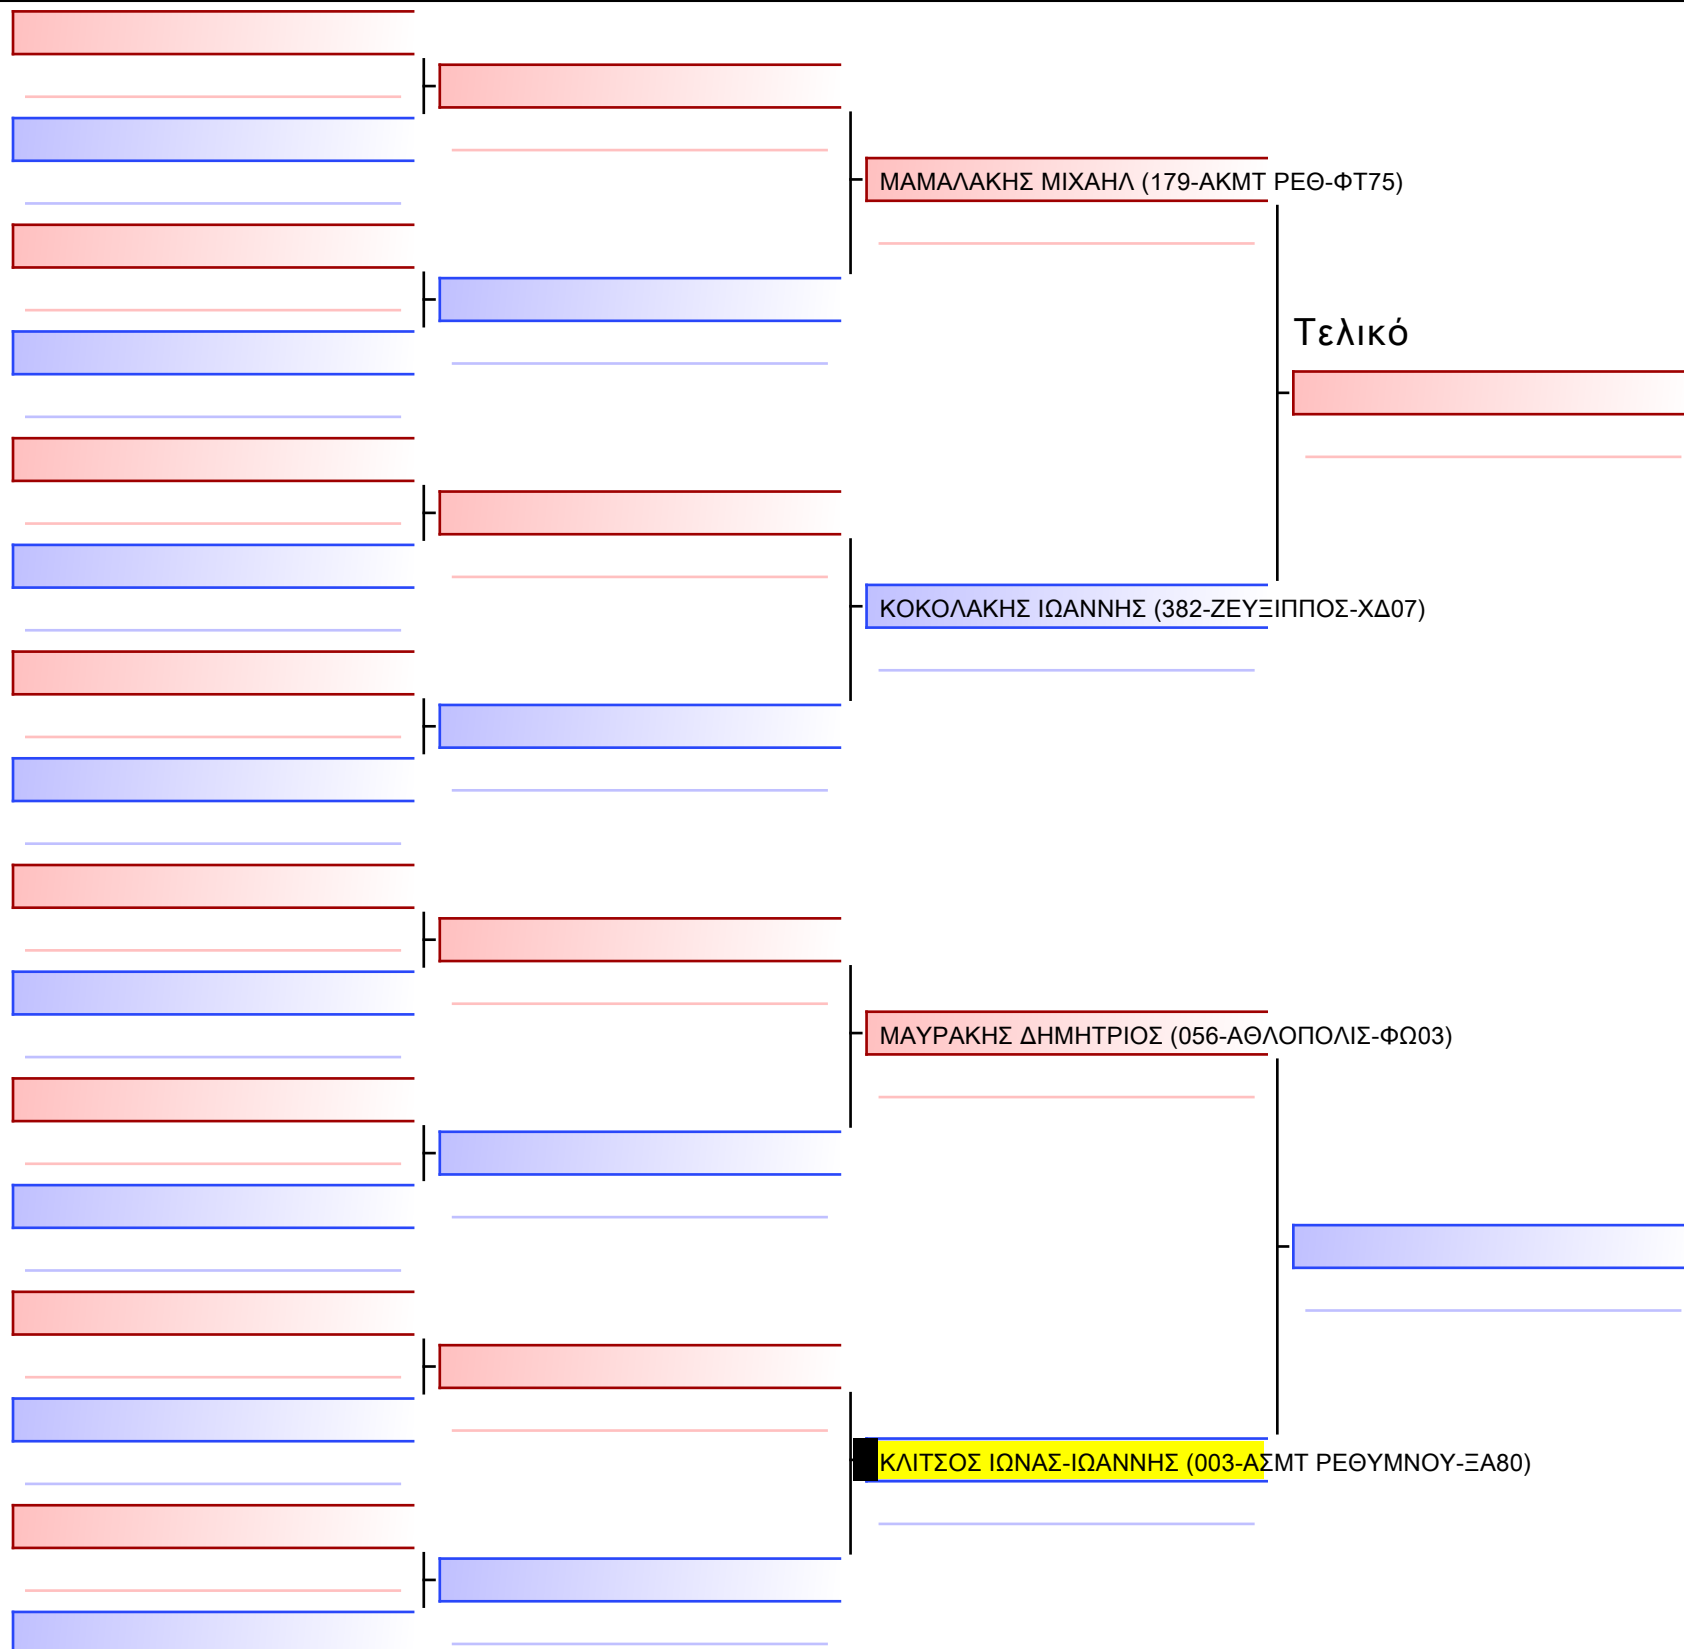 ΜΑΜΑΛΑΚΗΣ ΜΙΧΑΗΛ (179-ΑΚΜΤ ΡΕΘ-ΦΤ75)
Τελικό
ΚΟΚΟΛΑΚΗΣ ΙΩΑΝΝΗΣ (382-ΖΕΥΞΙΠΠΟΣ-ΧΔ07)
ΜΑΥΡΑΚΗΣ ΔΗΜΗΤΡΙΟΣ (056-ΑΘΛΟΠΟΛΙΣ-ΦΩ03)
ΚΛΙΤΣΟΣ ΙΩΝΑΣ-ΙΩΑΝΝΗΣ (003-ΑΣΜΤ ΡΕΘΥΜΝΟΥ-ΞΑ80)